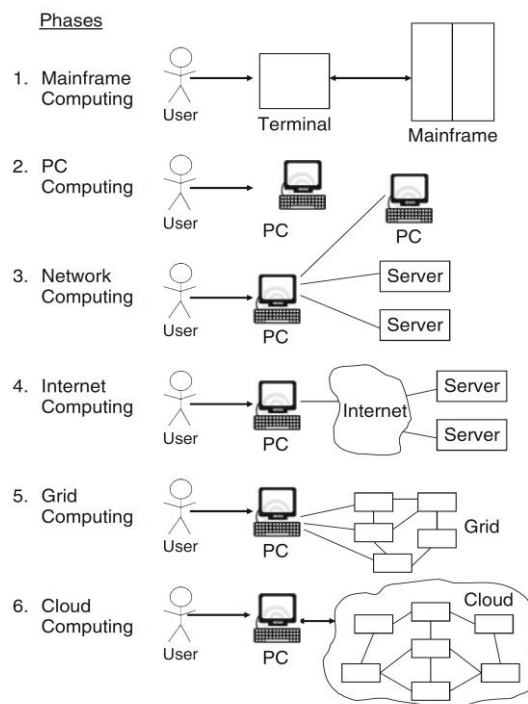 Phases
1. Mainframe
Computing
User
Terminal
Mainframe
2. PC
Computing
User
PC
PC
3. Network
Computing
User
PC
Server
Server
4. Internet
Computing
User
PC
Internet
Server
Server
5. Grid
Computing
User
PC
Grid
6. Cloud
Computing
User
PC
Cloud